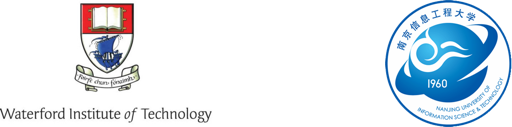 Waterford Institute of Technology
南京信息工程大学
1960
NANJING UNIVERSITY OF
INFORMATION SCIENCE & TECHNOLOGY